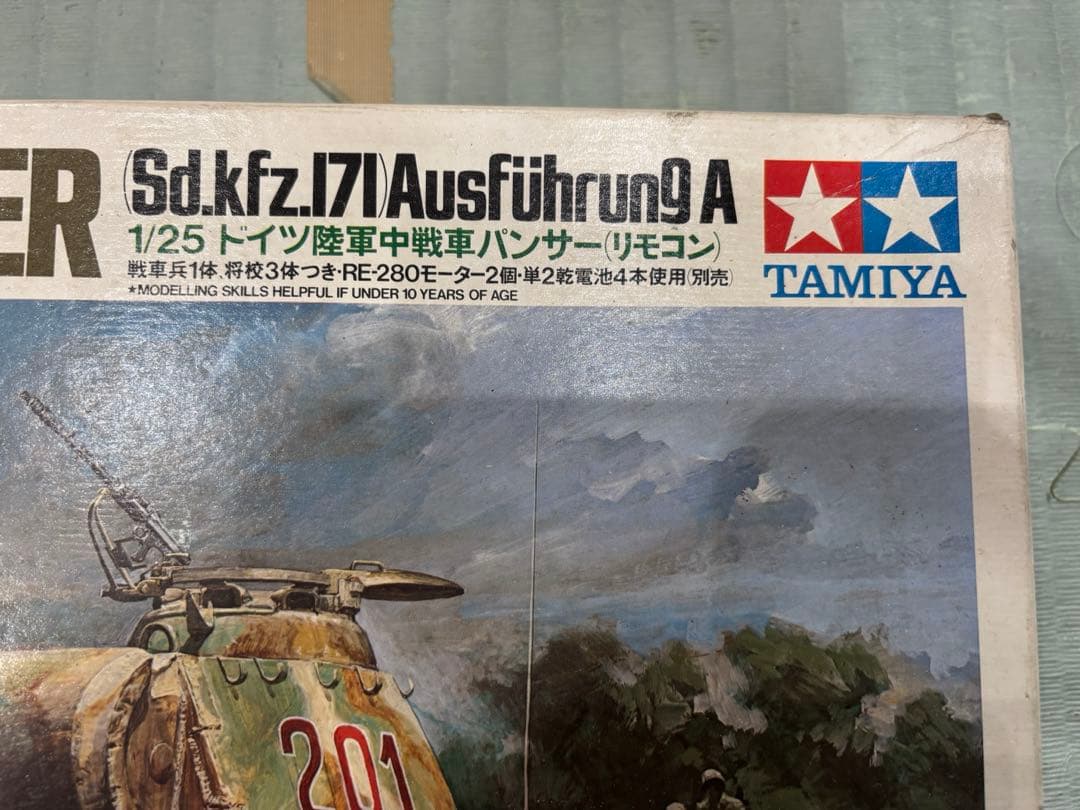 ER (Sd.kfz.171) Ausführung A
1/25 ドイツ陸軍中戦車パンサー(リモコン)
戦車兵1体、将校3体つき・RE-280モーター2個・単2乾電池4本使用(別売)
★MODELLING SKILLS HELPFUL IF UNDER 10 YEARS OF AGE
TAMIYA
201